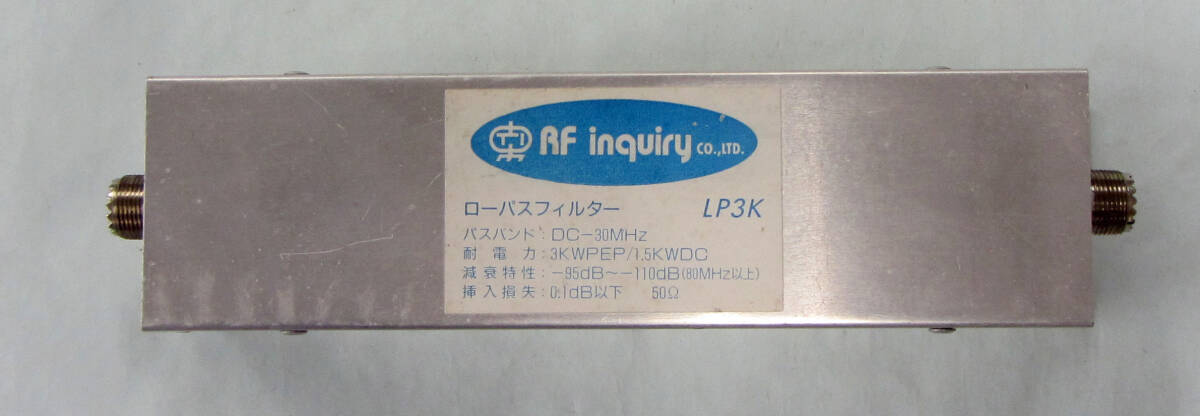 RF inquiry CO.,LTD.
ローパスフィルター LP3K
パスバンド：DC－30MHz
耐電力：3KWPEP/1.5KWDC
減衰特性：－95dB～－110dB(80MHz以上)
挿入損失：0.1dB以下 50Ω